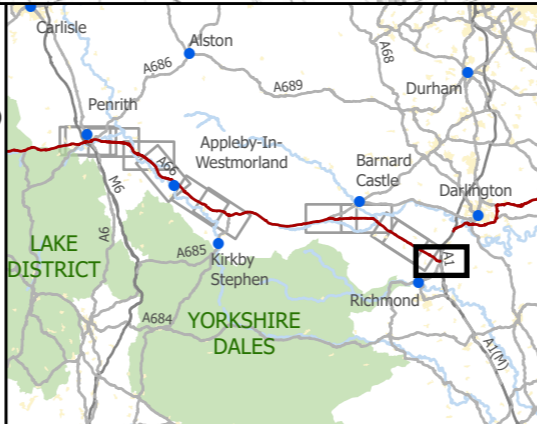 Carlisle
Alston
A686
A68
A689
Durham
Penrith
Appleby-In-
Westmorland
A66
Barnard
Castle
Darlington
M6
A6
LAKE
DISTRICT
A685
Kirkby
Stephen
A1
Richmond
A684
YORKSHIRE
DALES
A1(M)